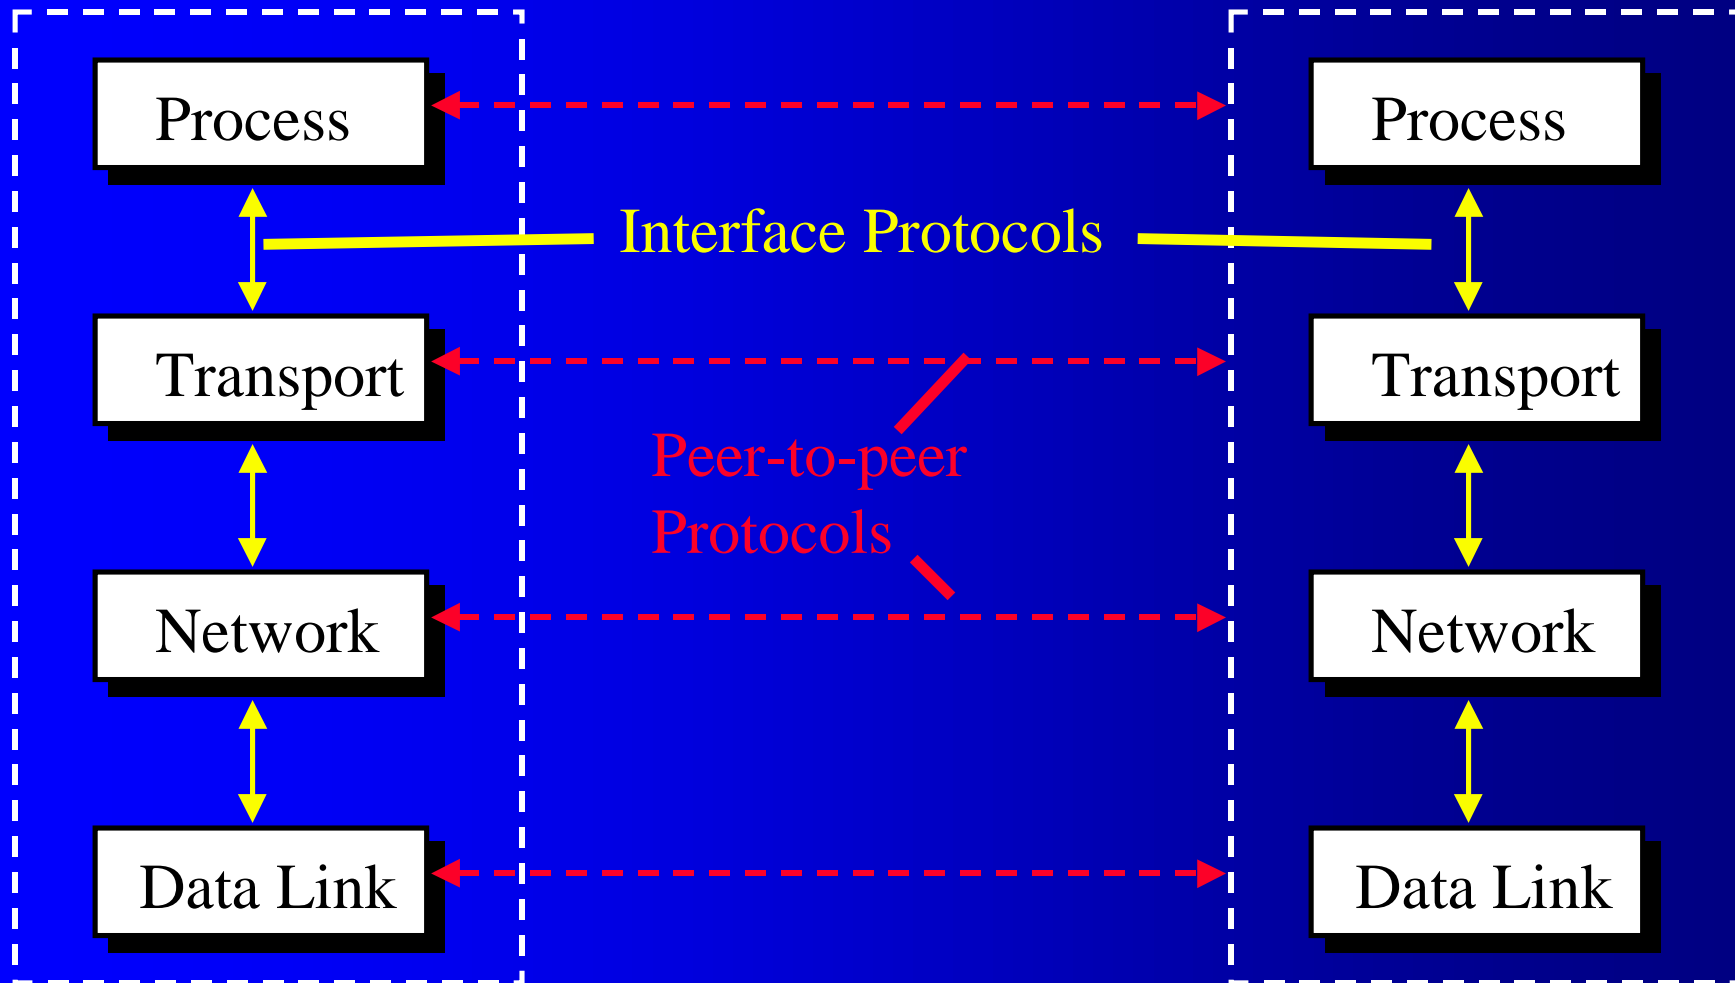 Process
Process
Interface Protocols
Transport
Transport
Peer-to-peer
Protocols
Network
Network
Data Link
Data Link